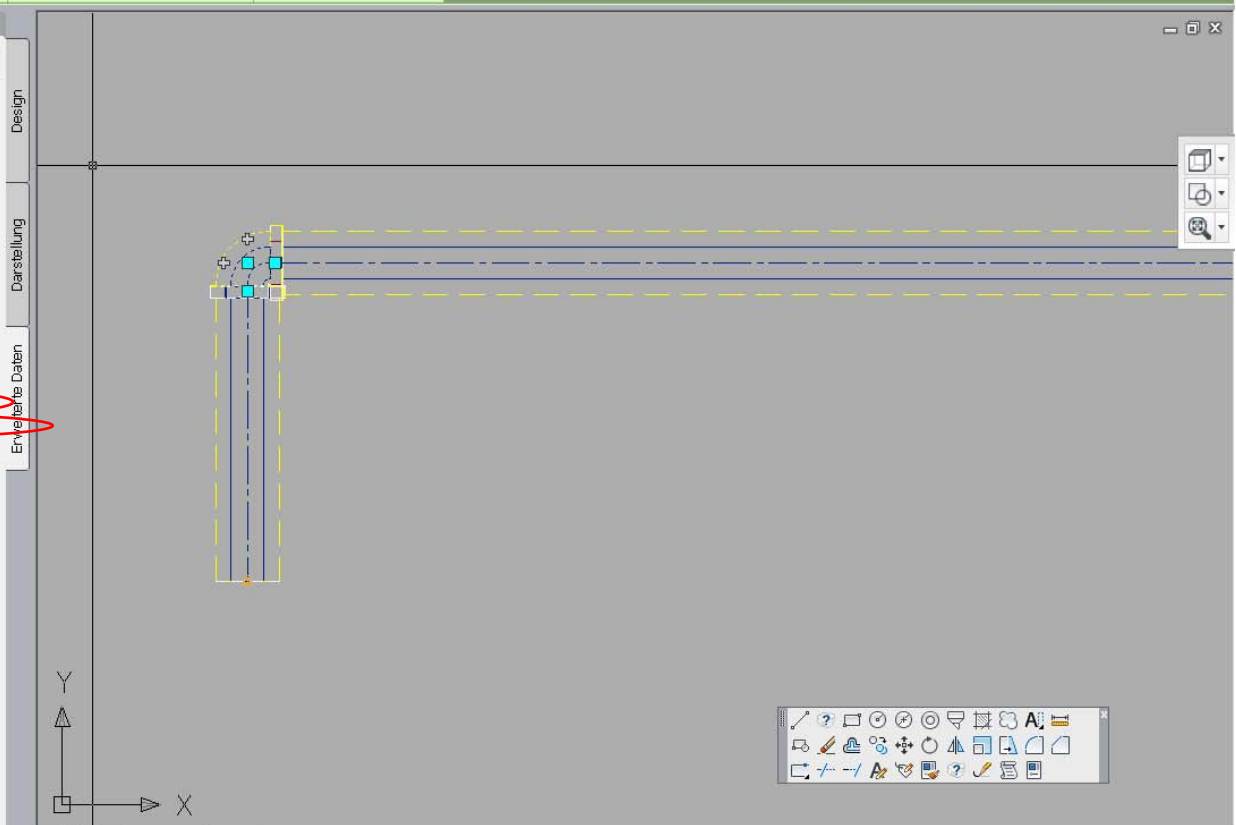 Design
Darstellung
Erweiterte Daten
Y
X
A